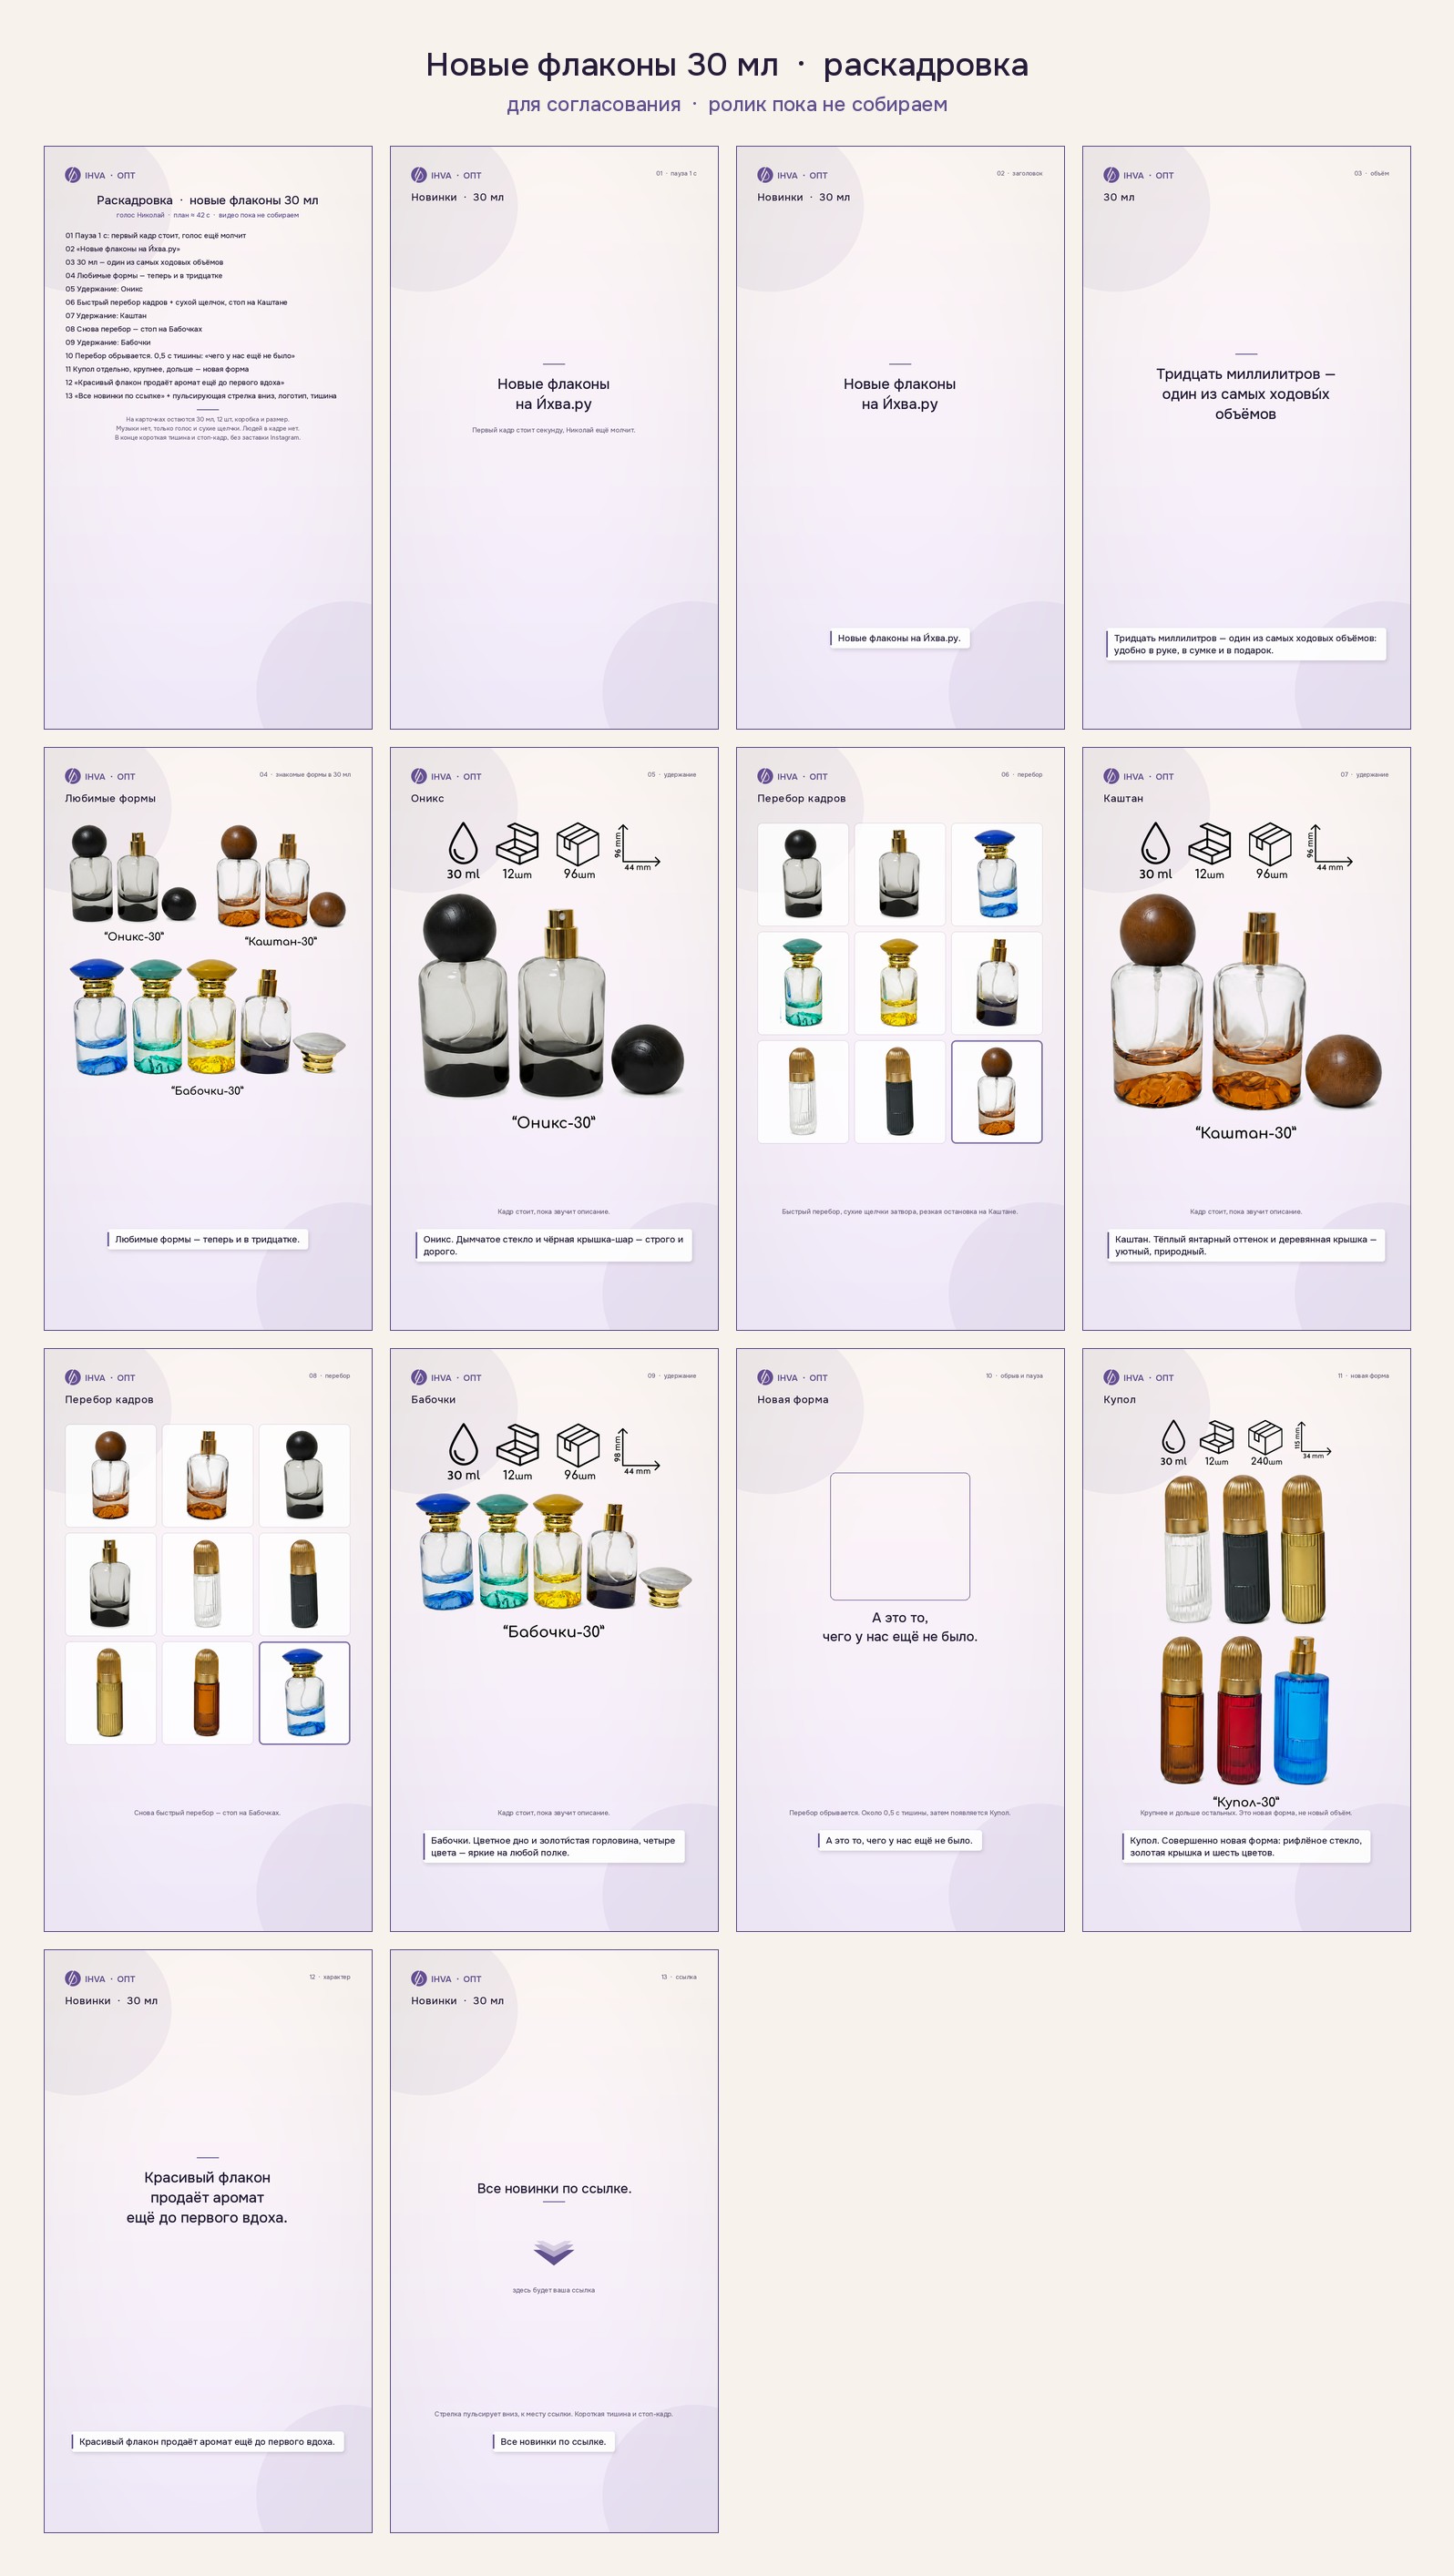 Новые флаконы 30 мл · раскадровка
для согласования · ролик пока не собираем
IHVA · ОПТ
Раскадровка · новые флаконы 30 мл
голос Николай · план ≈ 42 с · видео пока не собираем
01 Пауза 1 с: первый кадр стоит, голос ещё молчит
02 «Новые флаконы на И́хва.ру»
03 30 мл — один из самых ходовых объёмов
04 Любимые формы — теперь и в тридцатке
05 Удержание: Оникс
06 Быстрый перебор кадров + сухой щелчок, стоп на Каштане
07 Удержание: Каштан
08 Снова перебор — стоп на Бабочках
09 Удержание: Бабочки
10 Перебор обрывается. 0,5 с тишины: «чего у нас ещё не было»
11 Купол отдельно, крупнее, дольше — новая форма
12 «Красивый флакон продаёт аромат ещё до первого вдоха»
13 «Все новинки по ссылке» + пульсирующая стрелка вниз, логотип, тишина
На карточках остаются 30 мл, 12 шт, коробка и размер.
Музыки нет, только голос и сухие щелчки. Людей в кадре нет.
В конце короткая тишина и стоп-кадр, без заставки Instagram.
IHVA · ОПТ
01 · пауза 1 с
Новинки · 30 мл
Новые флаконы
на И́хва.ру
Первый кадр стоит секунду, Николай ещё молчит.
IHVA · ОПТ
02 · заголовок
Новинки · 30 мл
Новые флаконы
на И́хва.ру
Новые флаконы на И́хва.ру.
IHVA · ОПТ
03 · объём
30 мл
Тридцать миллилитров —
один из самых ходовы́х
объёмов
Тридцать миллилитров — один из самых ходовых объёмов:
удобно в руке, в сумке и в подарок.
IHVA · ОПТ
04 · знакомые формы в 30 мл
Любимые формы
“Оникс-30”
“Каштан-30”
“Бабочки-30”
Любимые формы — теперь и в тридцатке.
IHVA · ОПТ
05 · удержание
Оникс
30 ml
12шт
96шт
96 mm
44 mm
“Оникс-30”
Кадр стоит, пока звучит описание.
Оникс. Дымчатое стекло и чёрная крышка-шар — строго и
дорого.
IHVA · ОПТ
06 · перебор
Перебор кадров
Быстрый перебор, сухие щелчки затвора, резкая остановка на Каштане.
IHVA · ОПТ
07 · удержание
Каштан
30 ml
12шт
96шт
96 mm
44 mm
“Каштан-30”
Кадр стоит, пока звучит описание.
Каштан. Тёплый янтарный оттенок и деревянная крышка —
уютный, природный.
IHVA · ОПТ
08 · перебор
Перебор кадров
Снова быстрый перебор — стоп на Бабочках.
IHVA · ОПТ
09 · удержание
Бабочки
30 ml
12шт
96шт
98 mm
44 mm
“Бабочки-30”
Кадр стоит, пока звучит описание.
Бабочки. Цветное дно и золоти́стая горловина, четыре
цвета — яркие на любой полке.
IHVA · ОПТ
10 · обрыв и пауза
Новая форма
А это то,
чего у нас ещё не было.
Перебор обрывается. Около 0,5 с тишины, затем появляется Купол.
А это то, чего у нас ещё не было.
IHVA · ОПТ
11 · новая форма
Купол
30 ml
12шт
240шт
115 mm
34 mm
“Купол-30”
Крупнее и дольше остальных. Это новая форма, не новый объём.
Купол. Совершенно новая форма: рифлёное стекло,
золотая крышка и шесть цветов.
IHVA · ОПТ
12 · характер
Новинки · 30 мл
Красивый флакон
продаёт аромат
ещё до первого вдоха.
Красивый флакон продаёт аромат ещё до первого вдоха.
IHVA · ОПТ
13 · ссылка
Новинки · 30 мл
Все новинки по ссылке.
здесь будет ваша ссылка
Стрелка пульсирует вниз, к месту ссылки. Короткая тишина и стоп-кадр.
Все новинки по ссылке.